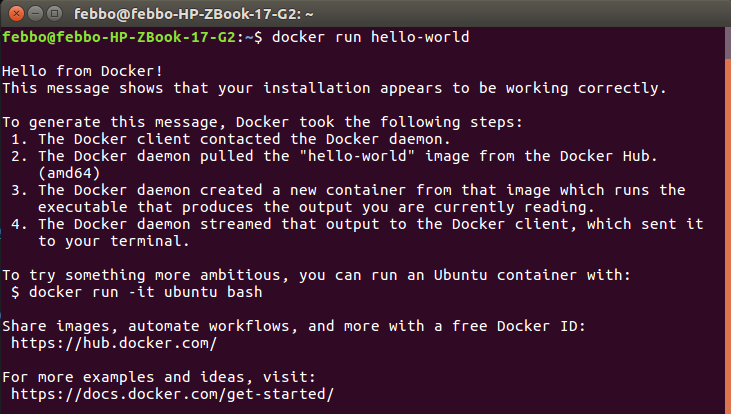 febbo@febbo-HP-ZBook-17-G2: ~
febbo@febbo-HP-ZBook-17-G2:~$ docker run hello-world
Hello from Docker!
This message shows that your installation appears to be working correctly.
To generate this message, Docker took the following steps:
1. The Docker client contacted the Docker daemon.
2. The Docker daemon pulled the "hello-world" image from the Docker Hub.
(amd64)
3. The Docker daemon created a new container from that image which runs the
executable that produces the output you are currently reading.
4. The Docker daemon streamed that output to the Docker client, which sent it
to your terminal.
To try something more ambitious, you can run an Ubuntu container with:
$ docker run -it ubuntu bash
Share images, automate workflows, and more with a free Docker ID:
https://hub.docker.com/
For more examples and ideas, visit:
https://docs.docker.com/get-started/